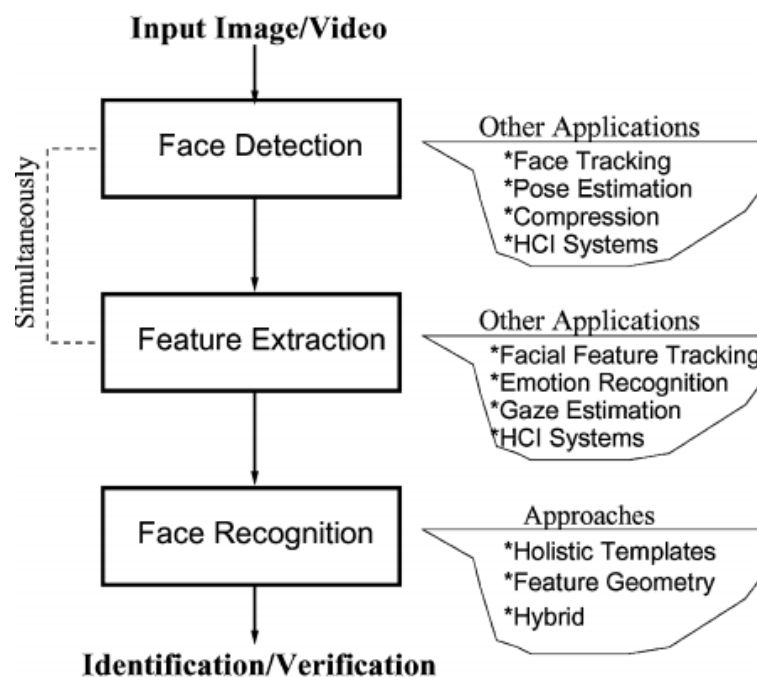 Input Image/Video
Face Detection
Simultaneously
Other Applications
*Face Tracking
*Pose Estimation
*Compression
*HCI Systems
Feature Extraction
Other Applications
*Facial Feature Tracking
*Emotion Recognition
*Gaze Estimation
*HCI Systems
Face Recognition
Approaches
*Holistic Templates
*Feature Geometry
*Hybrid
Identification/Verification